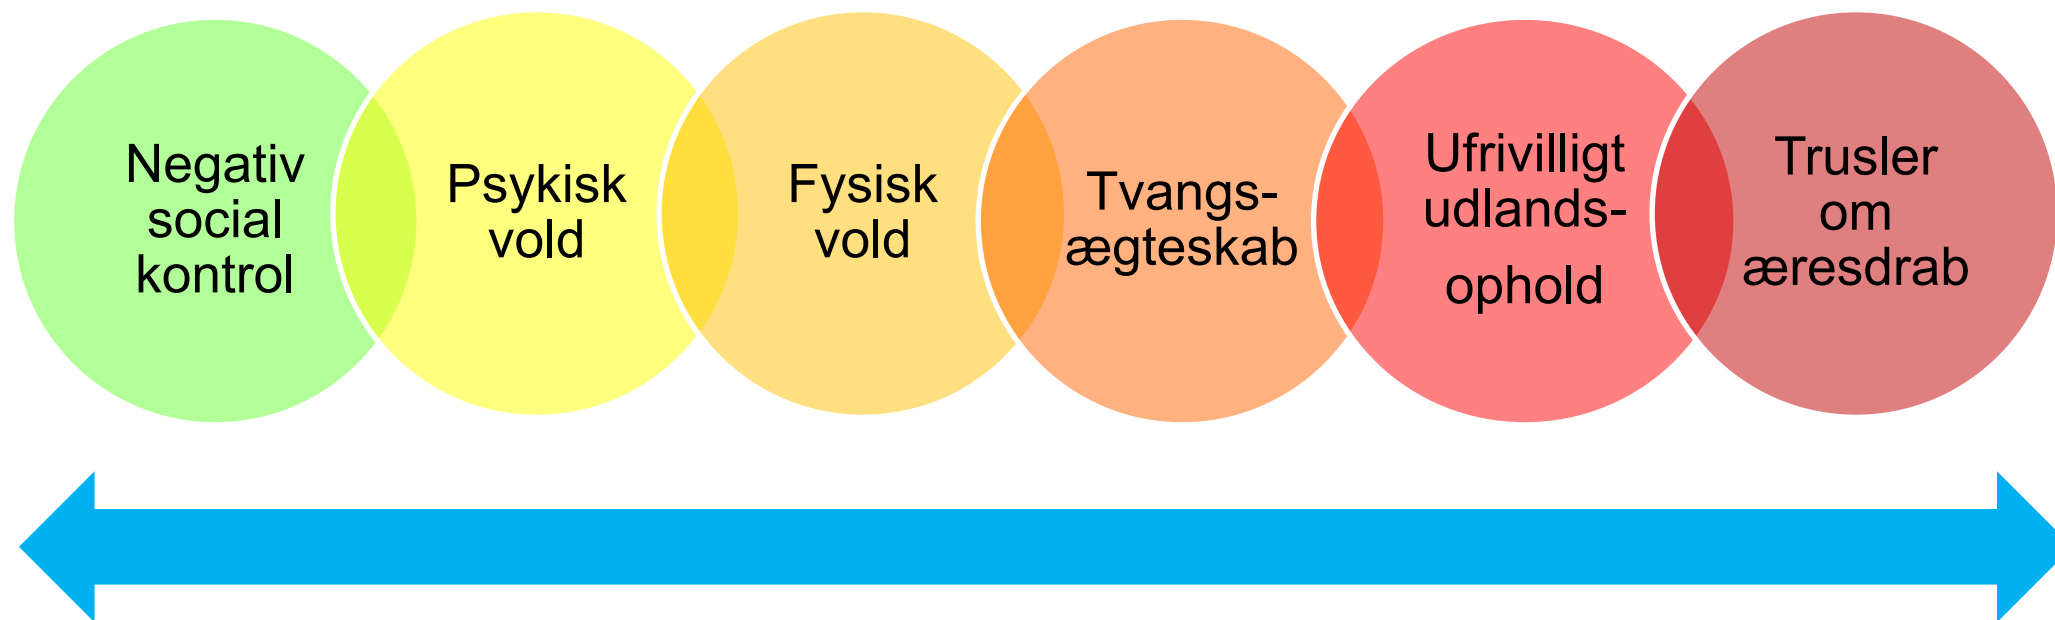 Negativ
social
kontrol
Psykisk
vold
Fysisk
vold
Tvangs-
ægteskab
Ufrivilligt
udlands-
ophold
Trusler
om
æresdrab